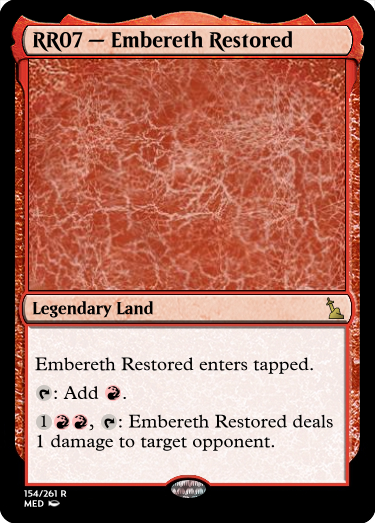 RR07 — Embereth Restored
Legendary Land
Embereth Restored enters tapped.
: Add .
1 , : Embereth Restored deals
1 damage to target opponent.
154/261 R
MED